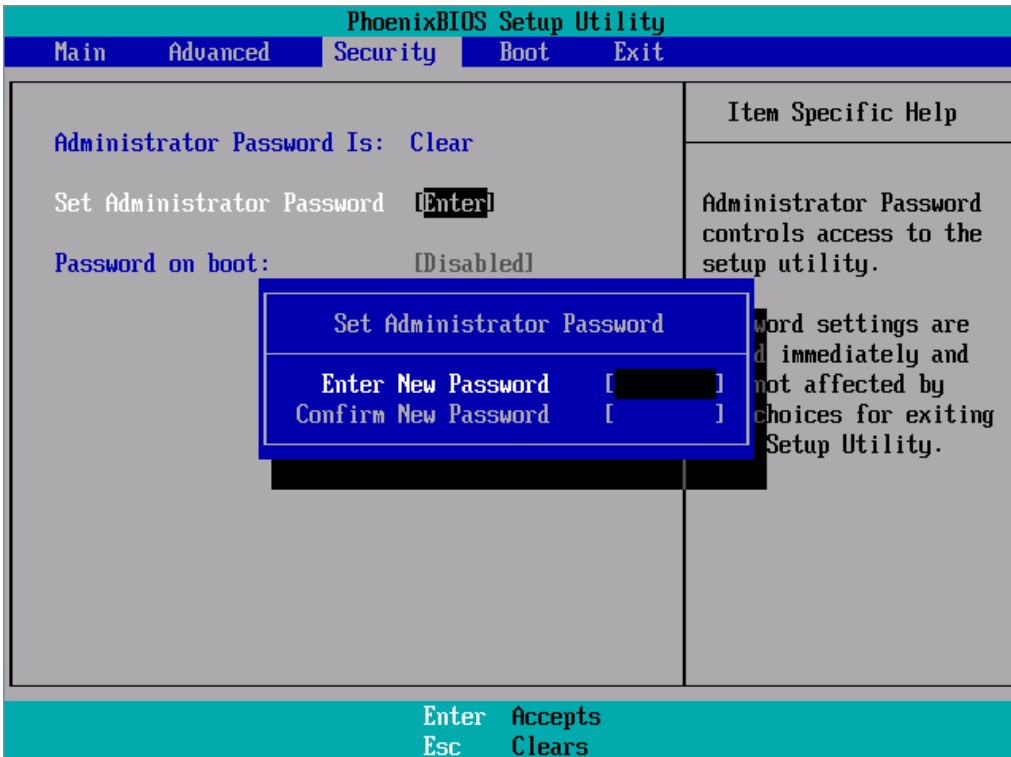 PhoenixBIOS Setup Utility
Main Advanced Security Boot Exit
Administrator Password Is: Clear
Set Administrator Password [Enter]
Password on boot: [Disabled]
Set Administrator Password
Enter New Password [ ]
Confirm New Password [ ]
Item Specific Help
Administrator Password
controls access to the
setup utility.
word settings are
d immediately and
not affected by
choices for exiting
Setup Utility.
Enter Accepts
Esc Clears